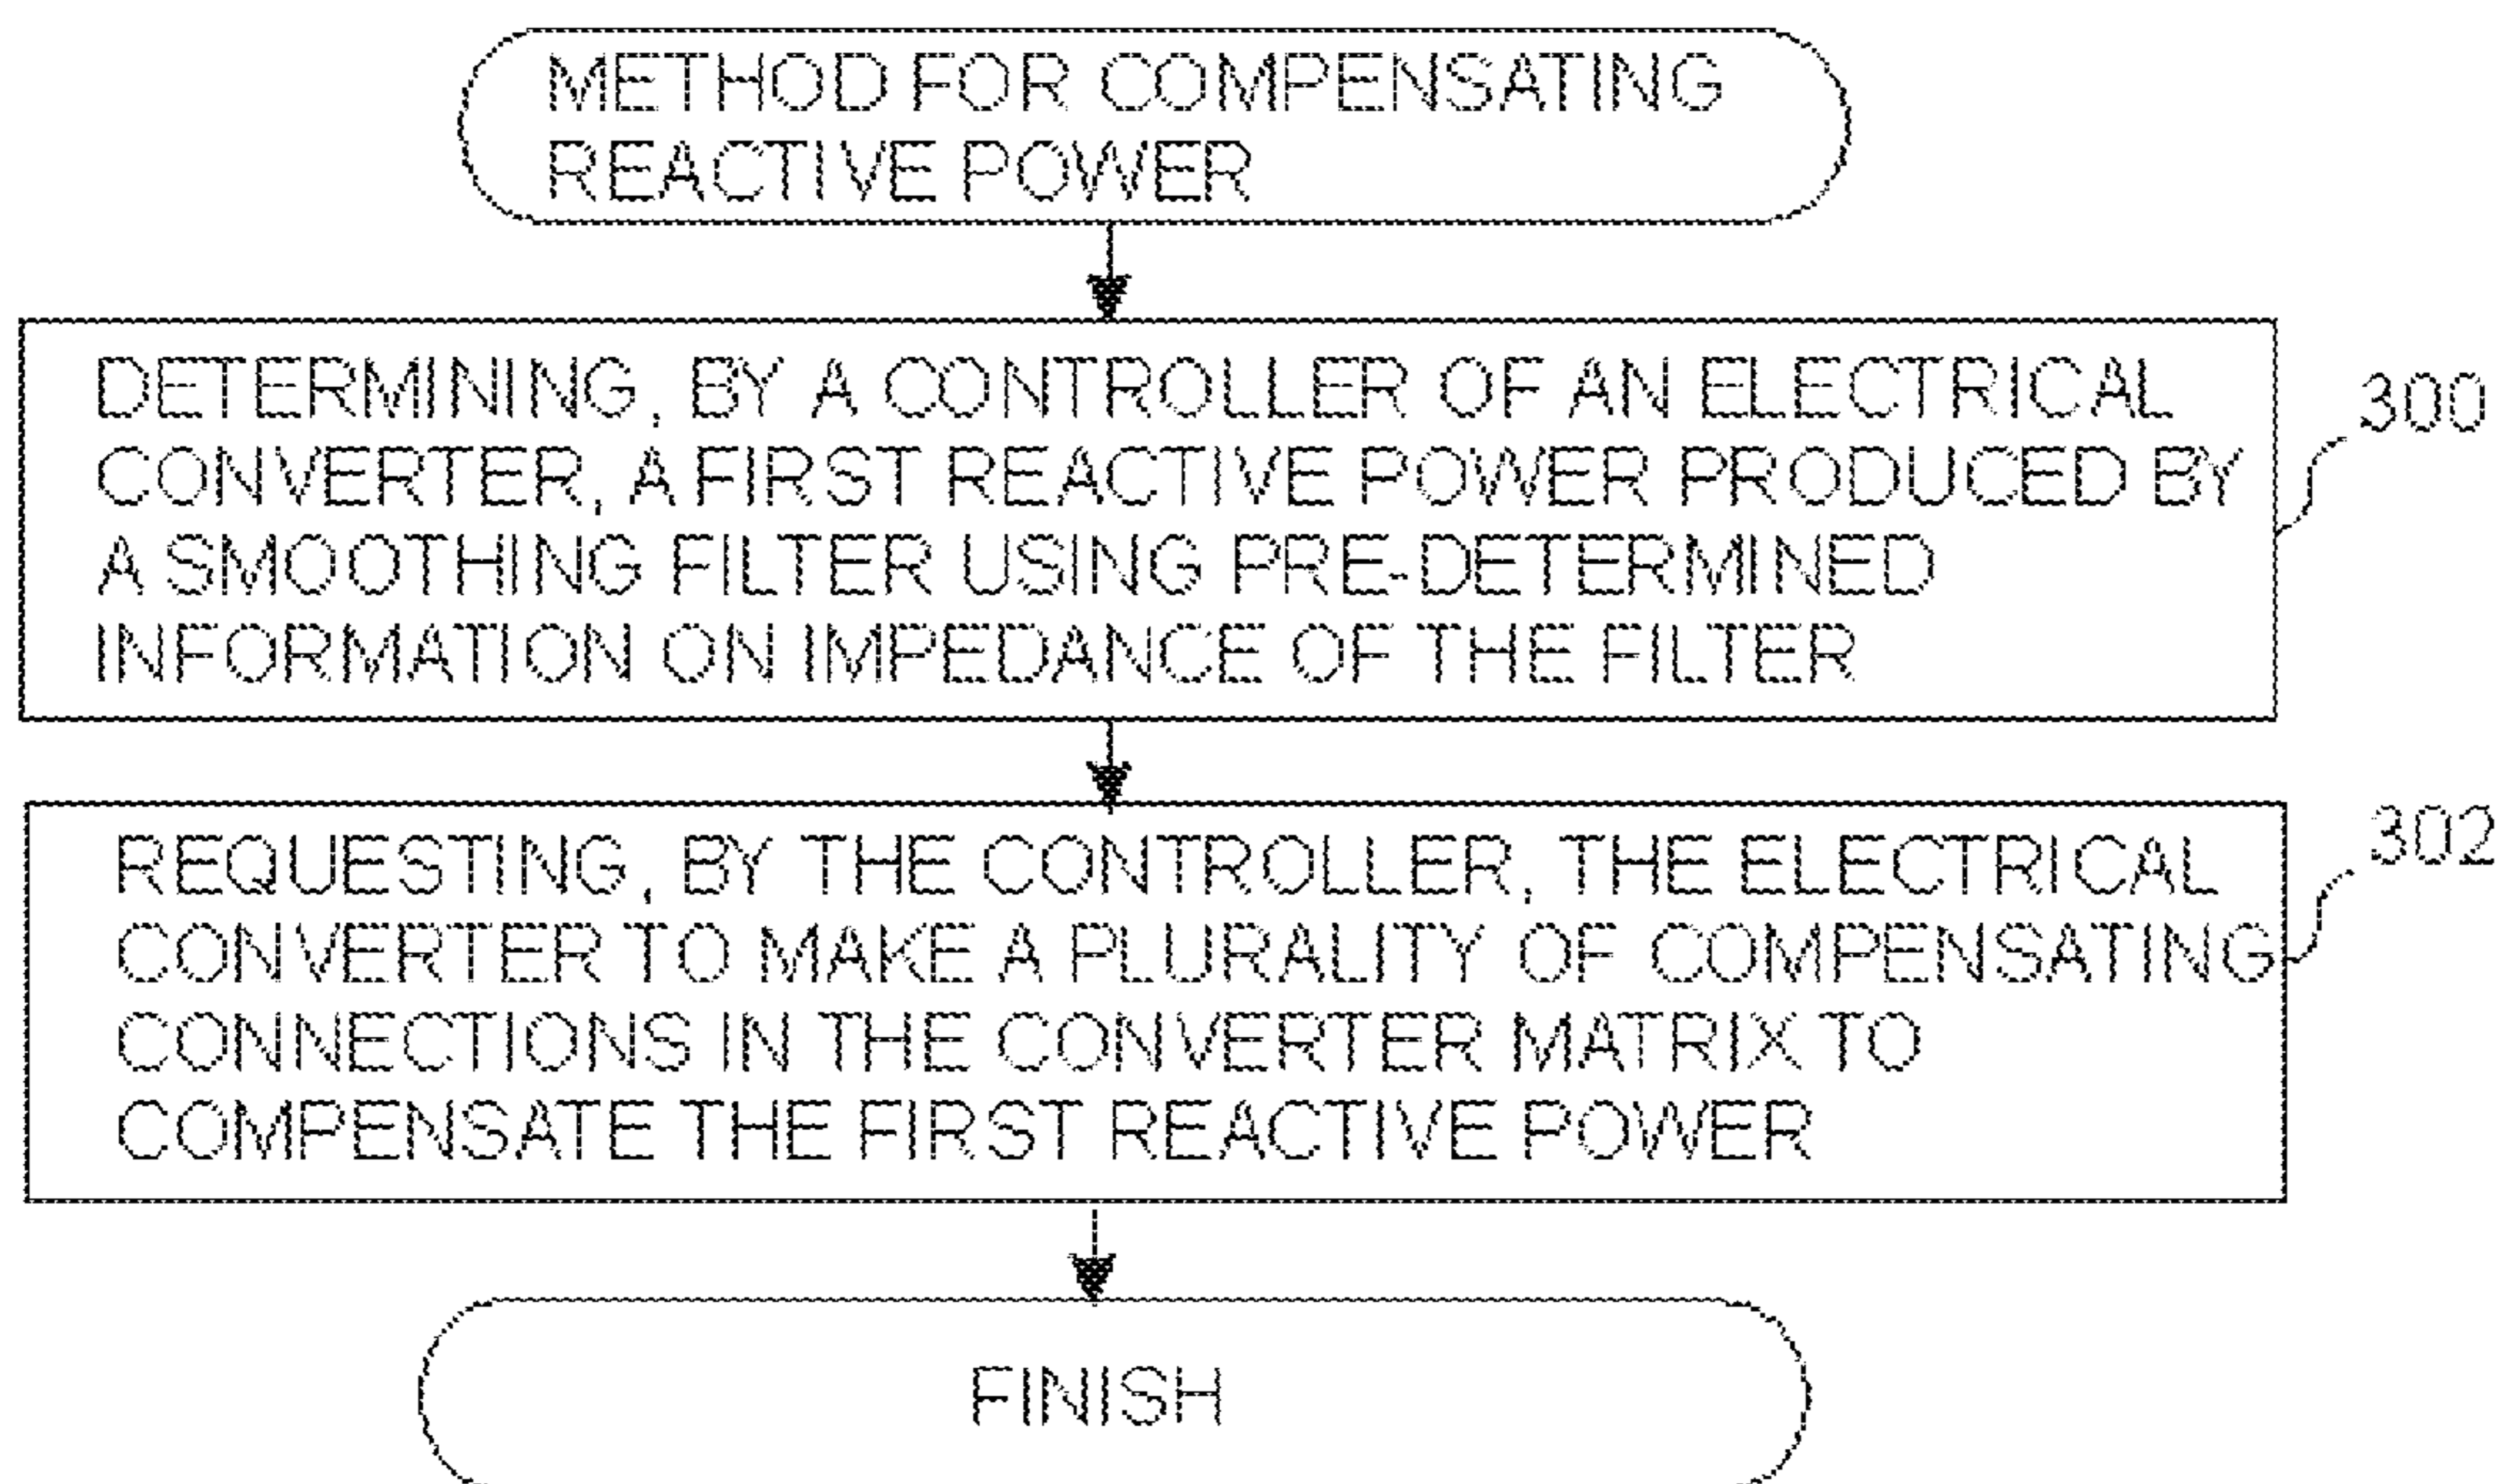 METHOD FOR COMPENSATING
REACTIVE POWER
DETERMINING, BY A CONTROLLER OF AN ELECTRICAL
CONVERTER, A FIRST REACTIVE POWER PRODUCED BY
A SMOOTHING FILTER USING PRE-DETERMINED
INFORMATION ON IMPEDANCE OF THE FILTER
300
REQUESTING, BY THE CONTROLLER, THE ELECTRICAL
CONVERTER TO MAKE A PLURALITY OF COMPENSATING
CONNECTIONS IN THE CONVERTER MATRIX TO
COMPENSATE THE FIRST REACTIVE POWER
302
FINISH